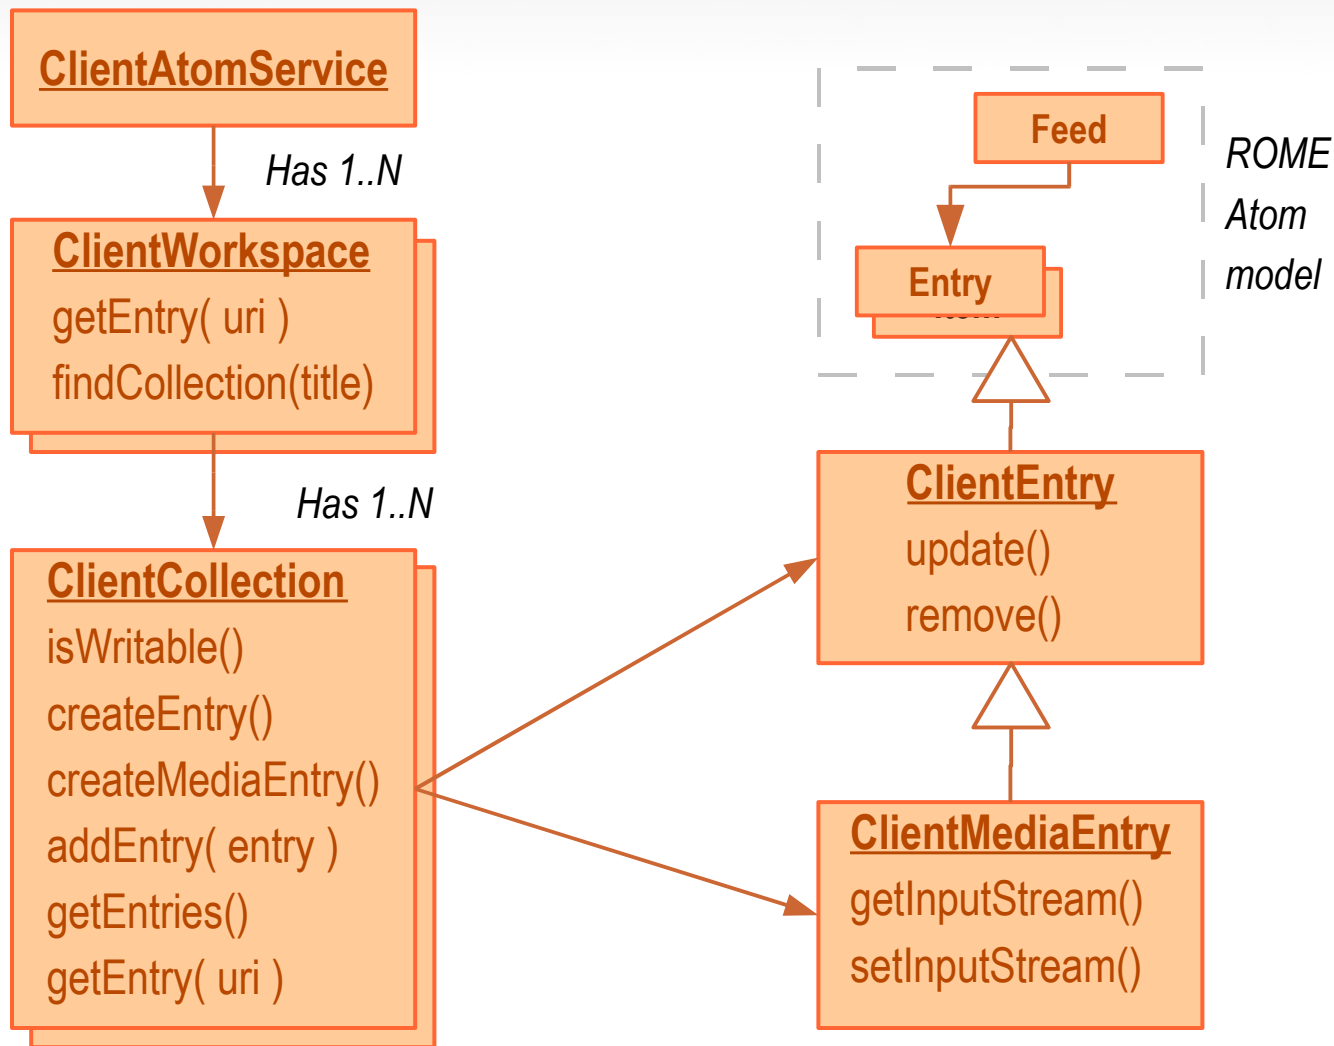 ClientAtomService
Has 1..N
ClientWorkspace
getEntry( uri )
findCollection(title)
Has 1..N
ClientCollection
isWritable()
createEntry()
createMediaEntry()
addEntry( entry )
getEntries()
getEntry( uri )
Feed
Entry
ROME
Atom
model
ClientEntry
update()
remove()
ClientMediaEntry
getInputStream()
setInputStream()